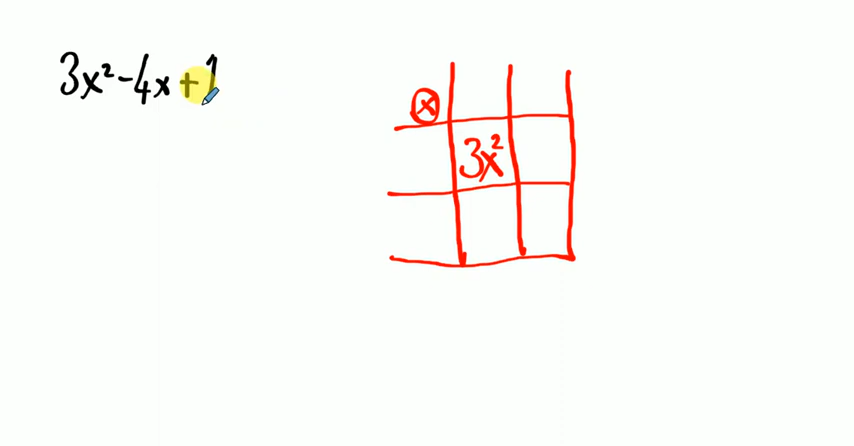 3x² - 4x + 1
×
3x²